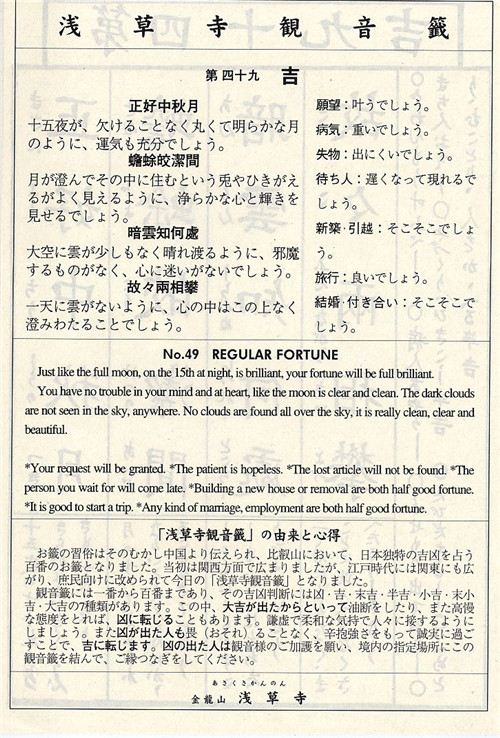 浅草寺観音籤
第四十九 吉
正好中秋月
十五夜が、欠けることなく丸くて明らかな月
のように、運気も充分でしょう。
蟾蜍皎潔間
月が澄んでその中に住むという兎やひきがえ
るがよく見えるように、浄らかな心と輝きを
見せるでしょう。
暗雲知何處
大空に雲が少しもなく晴れ渡るように、邪魔
するものがなく、心に迷いがないでしょう。
故々兩相攀
一天に雲がないように、心の中はこの上なく
澄みわたることでしょう。
願望：叶うでしょう。
病気：重いでしょう。
失物：出にくいでしょう。
待ち人：遅くなって現れるで
しょう。
新築・引越：そこそこでしょ
う。
旅行：良いでしょう。
結婚・付き合い：そこそこで
しょう。
No.49 REGULAR FORTUNE
Just like the full moon, on the 15th at night, is brilliant, your fortune will be full brilliant.
You have no trouble in your mind and at heart, like the moon is clear and clean. The dark clouds
are not seen in the sky, anywhere. No clouds are found all over the sky, it is really clean, clear and
beautiful.
*Your request will be granted. *The patient is hopeless. *The lost article will not be found. *The
person you wait for will come late. *Building a new house or removal are both half good fortune.
*It is good to start a trip. *Any kind of marriage, employment are both half good fortune.
「浅草寺観音籤」の由来と心得
お籤の習俗はそのむかし中国より伝えられ、比叡山において、日本独特の吉凶を占う
百番のお籤となりました。当初は関西方面で広まりましたが、江戸時代には関東にも広
がり、庶民向けに改められて今日の「浅草寺観音籤」となりました。
観音籤には一番から百番まであり、その吉凶判断には凶・吉・末吉・半吉・小吉・末小
吉・大吉の7種類があります。この中、大吉が出たからといって油断をしたり、また高慢
な態度をとれば、凶に転じることもあります。謙虚で柔和な気持で人々に接するように
しましょう。また凶が出た人も畏（おそれ）ることなく、辛抱強さをもって誠実に過ご
すことで、吉に転じます。凶の出た人は観音様のご加護を願い、境内の指定場所にこの
観音籤を結んで、ご縁つなぎをしてください。
あさくさかんのん
金龍山 浅草寺